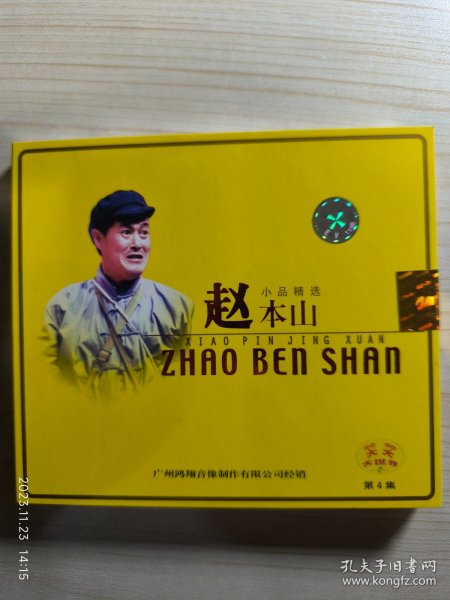 小品精选
赵本山
XIAO PIN JING XUAN
ZHAO BEN SHAN
广州鸿翔音像制作有限公司经销
第4集
2023.11.23 14:15
孔夫子旧书网
www.kongfz.com